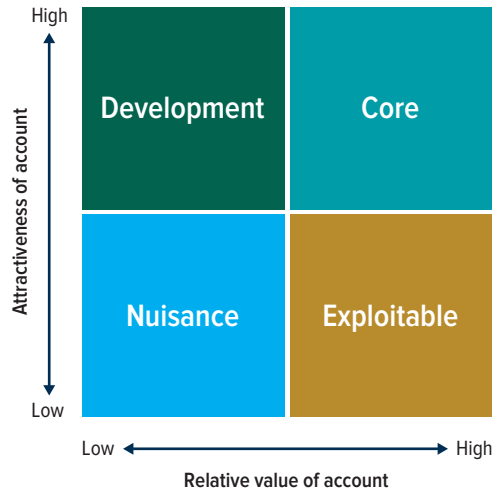 High
Development
Core
Attractiveness of account
Nuisance
Exploitable
Low
Low
High
Relative value of account